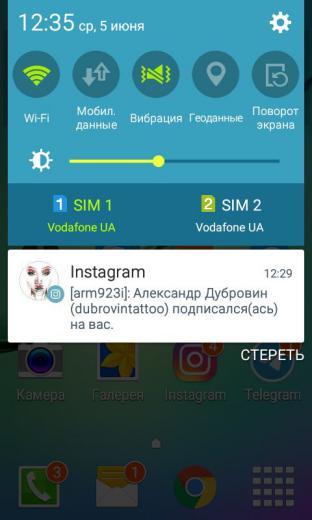 12:35 ср, 5 июня
Wi-Fi
Мобил. данные
Вибрация
Геоданные
Поворот экрана
1 SIM 1
Vodafone UA
2 SIM 2
Vodafone UA
Instagram 12:29
[arm923i]: Александр Дубровин
(dubrovintattoo) подписался(ась)
на вас.
СТЕРЕТЬ
4
Камера Галерея Instagram Telegram
3 1